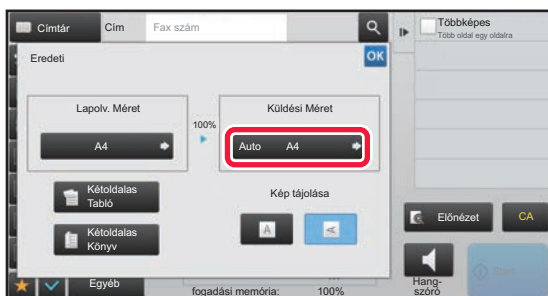 Címtár
Cím
Fax szám
Többképes
Több oldal egy oldalra
Eredeti
OK
Lapolv. Méret
100%
Küldési Méret
A4
Auto A4
Kétoldalas
Tabló
Kép tájolása
Kétoldalas
Könyv
A
A
Előnézet
CA
Egyéb
fogadási memória: 100%
Hang-
szóró
Start